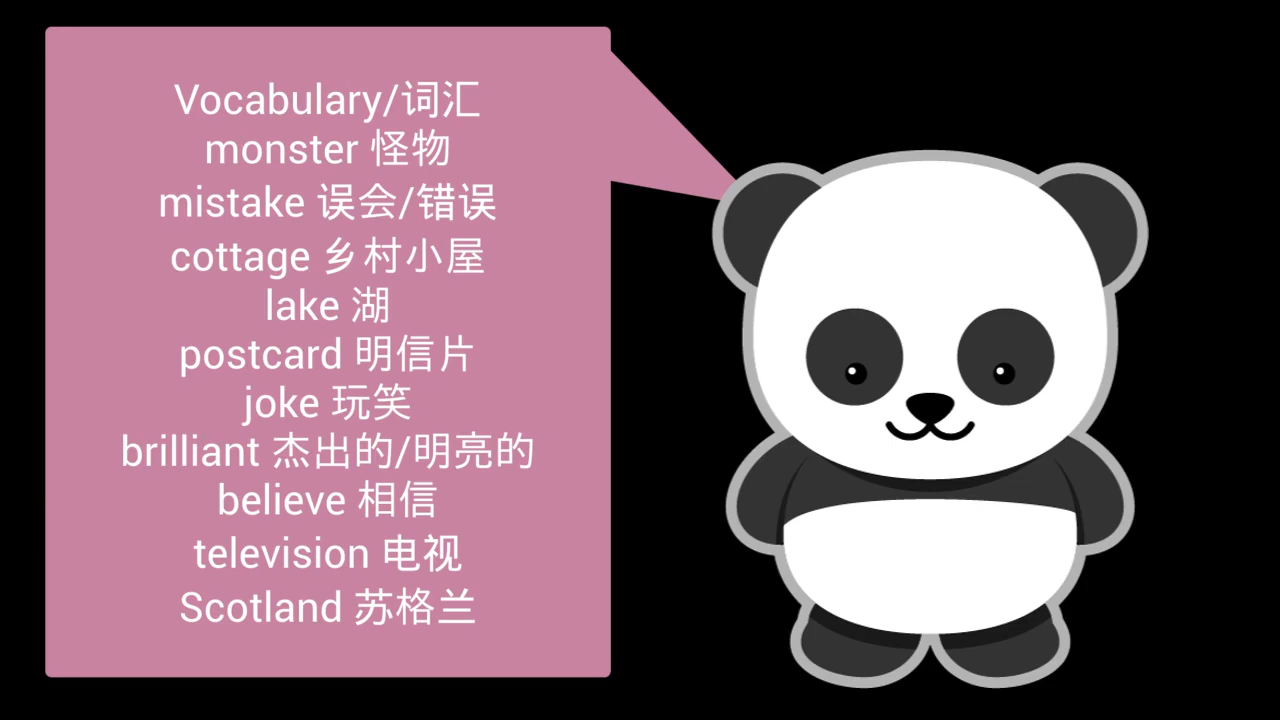 Vocabulary/词汇
monster 怪物
mistake 误会/错误
cottage 乡村小屋
lake 湖
postcard 明信片
joke 玩笑
brilliant 杰出的/明亮的
believe 相信
television 电视
Scotland 苏格兰